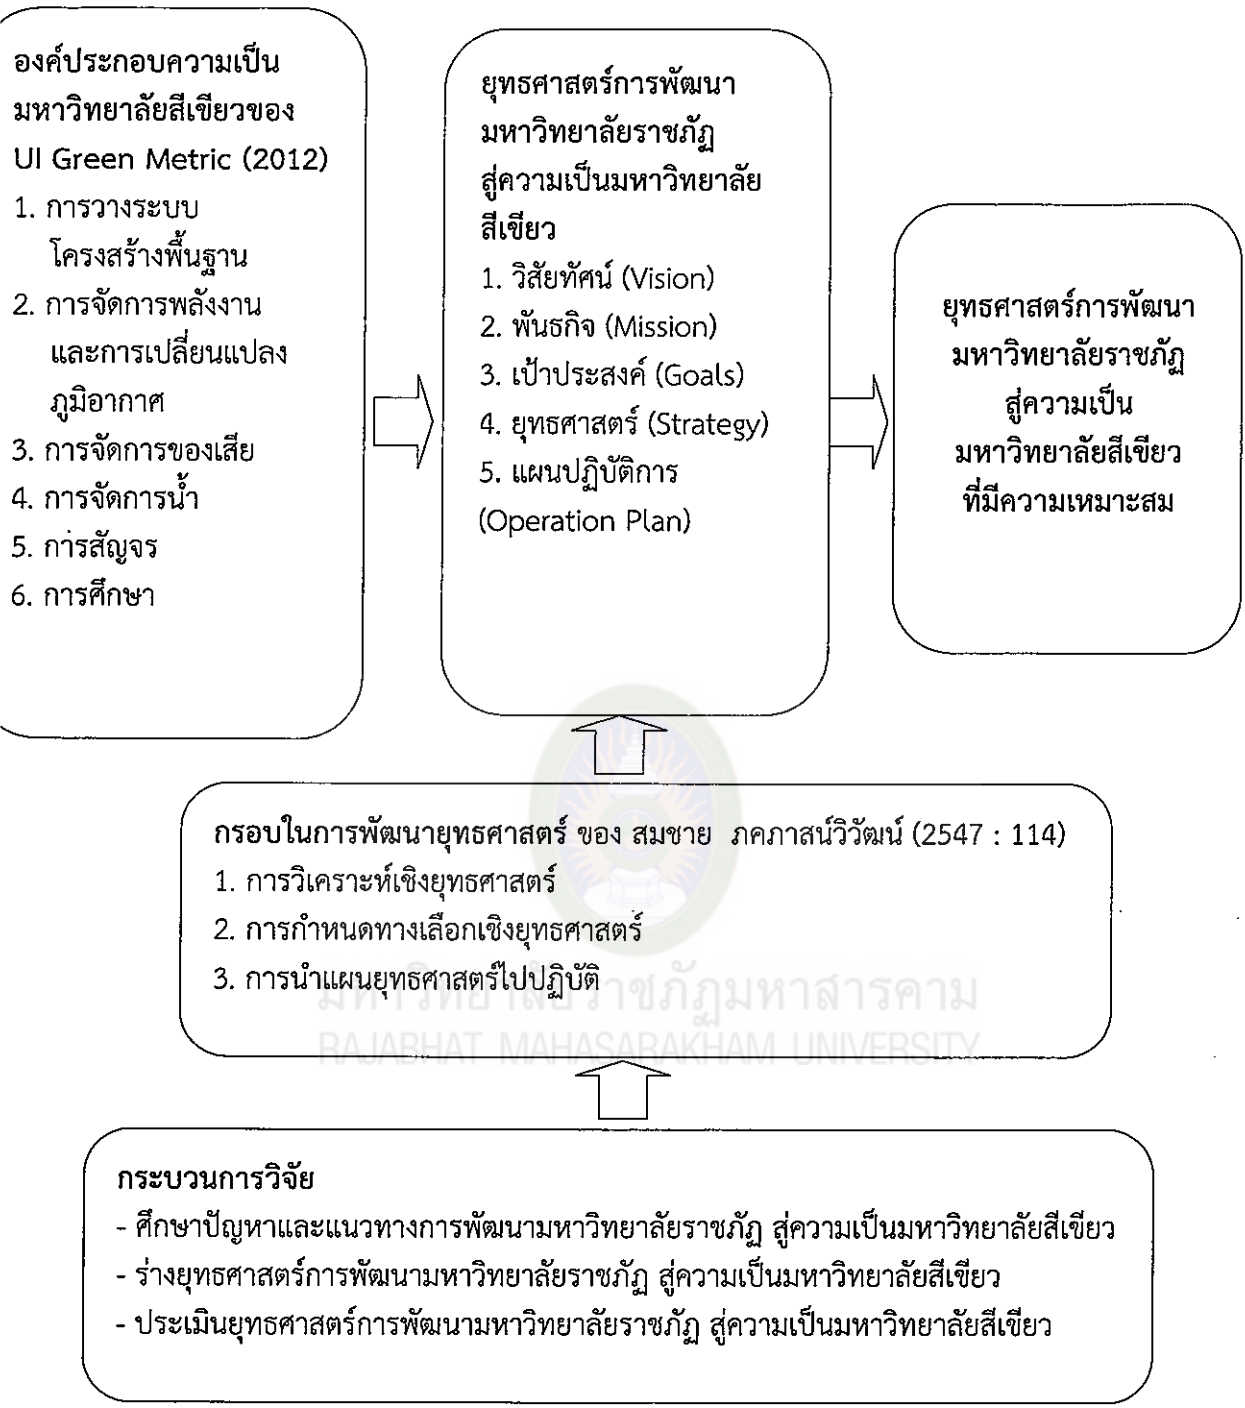 องค์ประกอบความเป็น
มหาวิทยาลัยสีเขียวของ
UI Green Metric (2012)
1. การวางระบบ
โครงสร้างพื้นฐาน
2. การจัดการพลังงาน
และการเปลี่ยนแปลง
ภูมิอากาศ
3. การจัดการของเสีย
4. การจัดการน้ำ
5. การสัญจร
6. การศึกษา
ยุทธศาสตร์การพัฒนา
มหาวิทยาลัยราชภัฏ
สู่ความเป็นมหาวิทยาลัย
สีเขียว
1. วิสัยทัศน์ (Vision)
2. พันธกิจ (Mission)
3. เป้าประสงค์ (Goals)
4. ยุทธศาสตร์ (Strategy)
5. แผนปฏิบัติการ
(Operation Plan)
ยุทธศาสตร์การพัฒนา
มหาวิทยาลัยราชภัฏ
สู่ความเป็น
มหาวิทยาลัยสีเขียว
ที่มีความเหมาะสม
กรอบในการพัฒนายุทธศาสตร์ ของ สมชาย ภคภาสน์วิวัฒน์ (2547 : 114)
1. การวิเคราะห์เชิงยุทธศาสตร์
2. การกำหนดทางเลือกเชิงยุทธศาสตร์
3. การนำแผนยุทธศาสตร์ไปปฏิบัติ
มหาวิทยาลัยราชภัฏมหาสารคาม
RAJABHAT MAHASARAKHAM UNIVERSITY
กระบวนการวิจัย
- ศึกษาปัญหาและแนวทางการพัฒนามหาวิทยาลัยราชภัฏ สู่ความเป็นมหาวิทยาลัยสีเขียว
- ร่างยุทธศาสตร์การพัฒนามหาวิทยาลัยราชภัฏ สู่ความเป็นมหาวิทยาลัยสีเขียว
- ประเมินยุทธศาสตร์การพัฒนามหาวิทยาลัยราชภัฏ สู่ความเป็นมหาวิทยาลัยสีเขียว